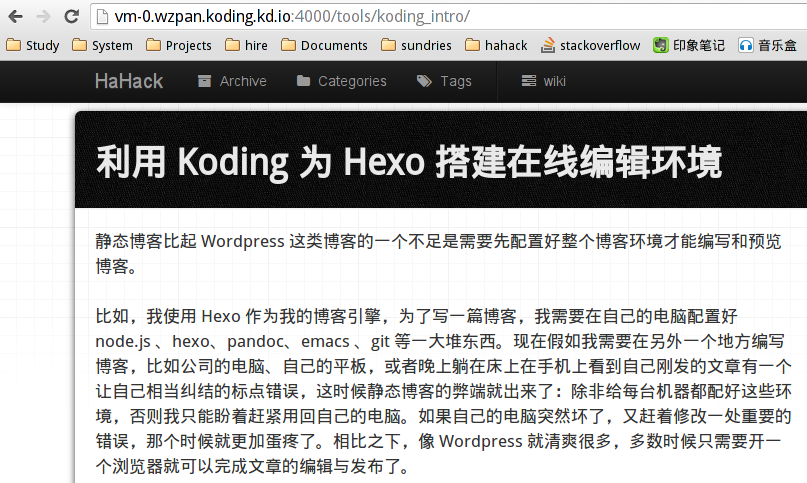 vm-0.wzpan.koding.kd.io:4000/tools/koding_intro/
Study System Projects hire Documents sundries hahack stackoverflow 印象笔记 音乐盒
HaHack Archive Categories Tags wiki
利用 Koding 为 Hexo 搭建在线编辑环境
静态博客比起 Wordpress 这类博客的一个不足是需要先配置好整个博客环境才能编写和预览
博客。
比如，我使用 Hexo 作为我的博客引擎，为了写一篇博客，我需要在自己的电脑配置好
node.js 、hexo、pandoc、emacs 、git 等一大堆东西。现在假如我需要在另外一个地方编写
博客，比如公司的电脑、自己的平板，或者晚上躺在床上在手机上看到自己刚发的文章有一个
让自己相当纠结的标点错误，这时候静态博客的弊端就出来了：除非给每台机器都配好这些环
境，否则我只能盼着赶紧用回自己的电脑。如果自己的电脑突然坏了，又赶着修改一处重要的
错误，那个时候就更加蛋疼了。相比之下，像 Wordpress 就清爽很多，多数时候只需要开一
个浏览器就可以完成文章的编辑与发布了。